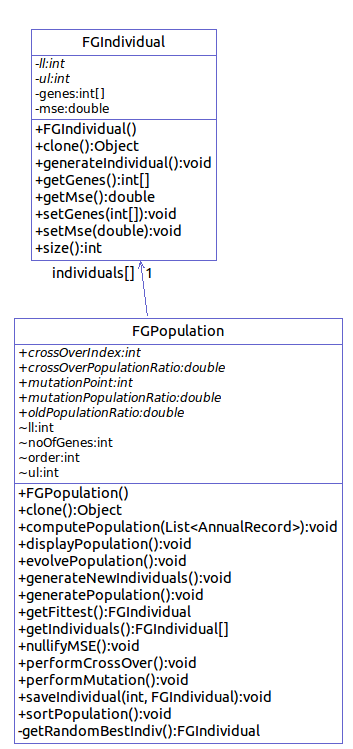 FGIndividual
-ll:int
-ul:int
-genes:int[]
-mse:double
+FGIndividual()
+clone():Object
+generateIndividual():void
+getGenes():int[]
+getMse():double
+setGenes(int[]):void
+setMse(double):void
+size():int
individuals[] 1
FGPopulation
+crossOverIndex:int
+crossOverPopulationRatio:double
+mutationPoint:int
+mutationPopulationRatio:double
+oldPopulationRatio:double
~ll:int
~noOfGenes:int
~order:int
~ul:int
+FGPopulation()
+clone():Object
+computePopulation(List<AnnualRecord>):void
+displayPopulation():void
+evolvePopulation():void
+generateNewIndividuals():void
+generatePopulation():void
+getFittest():FGIndividual
+getIndividuals():FGIndividual[]
+nullifyMSE():void
+performCrossOver():void
+performMutation():void
+saveIndividual(int, FGIndividual):void
+sortPopulation():void
-getRandomBestIndiv():FGIndividual